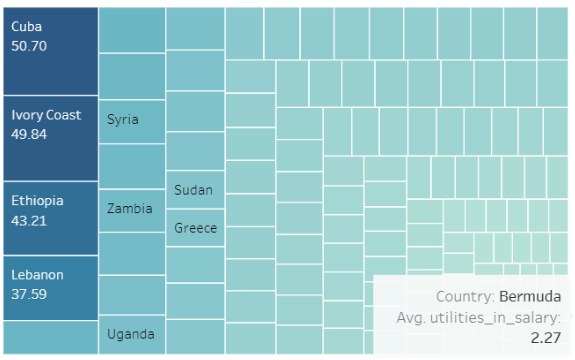 Cuba
50.70
Ivory Coast
49.84
Ethiopia
43.21
Lebanon
37.59
Syria
Zambia
Uganda
Sudan
Greece
Country: Bermuda
Avg. utilities_in_salary:
2.27